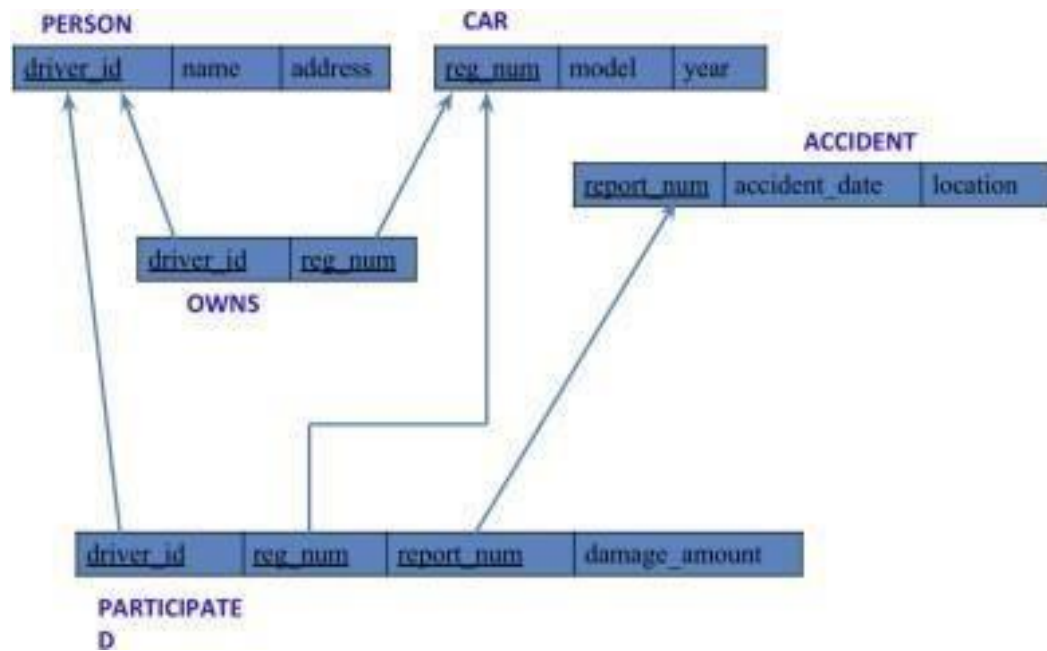 PERSON
driver_id name address
CAR
reg_num model year
ACCIDENT
report_num accident_date location
driver_id reg_num
OWNS
driver_id reg_num report_num damage_amount
PARTICIPATE
D